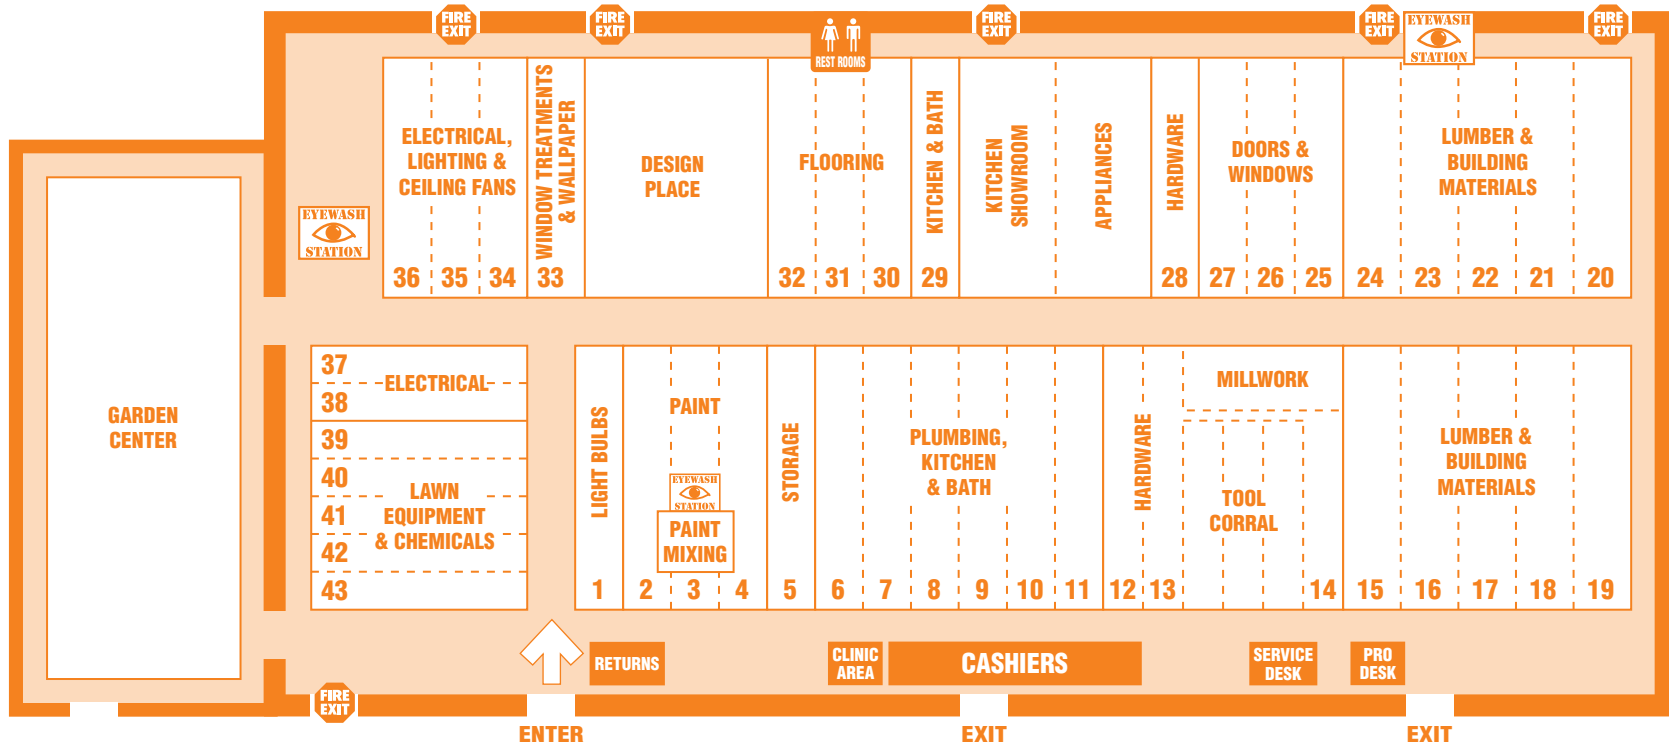 FIRE
EXIT
FIRE
EXIT
REST ROOMS
FIRE
EXIT
FIRE
EXIT
EYEWASH
STATION
FIRE
EXIT
ELECTRICAL,
LIGHTING &
CEILING FANS
WINDOW TREATMENTS
& WALLPAPER
DESIGN
PLACE
FLOORING
KITCHEN & BATH
KITCHEN
SHOWROOM
APPLIANCES
HARDWARE
DOORS &
WINDOWS
LUMBER &
BUILDING
MATERIALS
EYEWASH
STATION
36 35 34 33 32 31 30 29 28 27 26 25 24 23 22 21 20
GARDEN
CENTER
37
ELECTRICAL
38
39
40
LAWN
41
EQUIPMENT
42
& CHEMICALS
43
LIGHT BULBS
PAINT
EYEWASH
STATION
PAINT
MIXING
STORAGE
PLUMBING,
KITCHEN
& BATH
HARDWARE
MILLWORK
TOOL
CORRAL
LUMBER &
BUILDING
MATERIALS
1 2 3 4 5 6 7 8 9 10 11 12 13 14 15 16 17 18 19
RETURNS
CLINIC
AREA
CASHIERS
SERVICE
DESK
PRO
DESK
FIRE
EXIT
ENTER
EXIT
EXIT